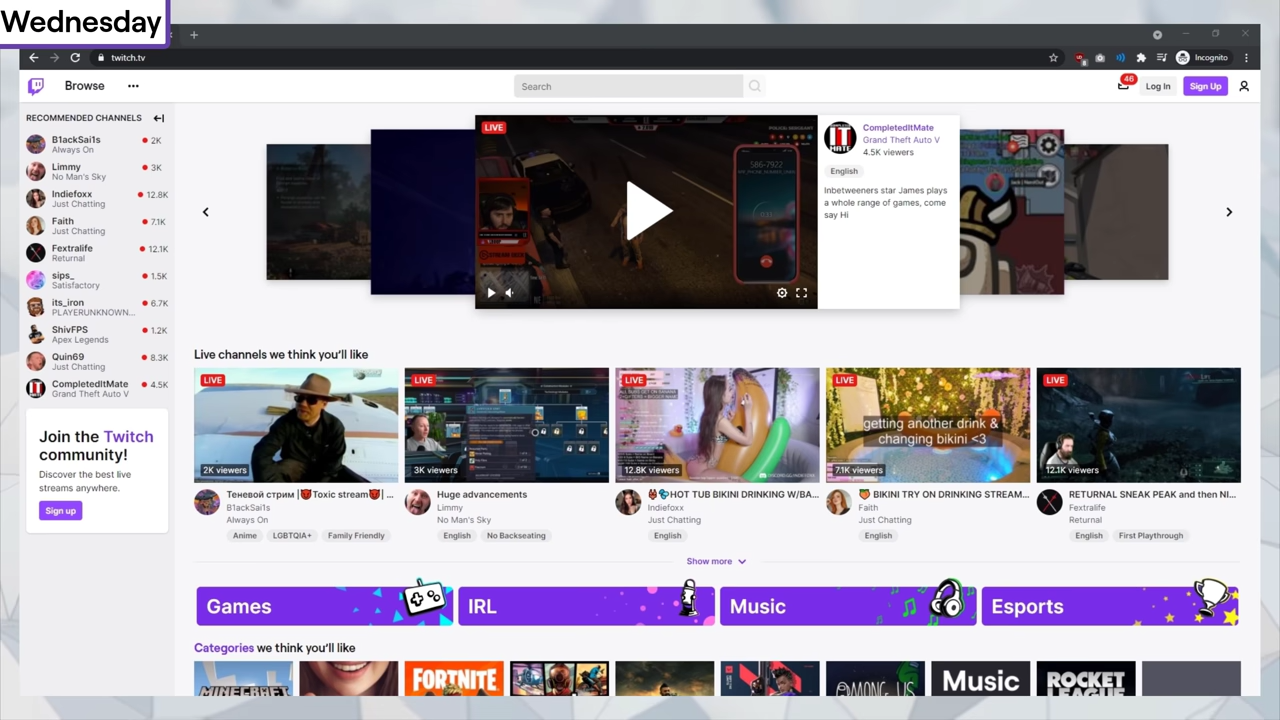 Wednesday
twitch.tv
Incognito
Browse
Search
46
Log In
Sign Up
RECOMMENDED CHANNELS
B1ackSai1s
2K
Always On
Limmy
3K
No Man's Sky
Indiefoxx
12.8K
Just Chatting
Faith
7.1K
Just Chatting
Fextralife
12.1K
Returnal
sips_
1.5K
Satisfactory
its_iron
6.7K
PLAYERUNKNOWN...
ShivFPS
1.2K
Apex Legends
Quin69
8.3K
Just Chatting
CompletedItMate
4.5K
Grand Theft Auto V
Join the Twitch
community!
Discover the best live
streams anywhere.
Sign up
LIVE
586-7922
CompletedItMate
Grand Theft Auto V
4.5K viewers
English
Inbetweeners star James plays
a whole range of games, come
say Hi
Live channels we think you'll like
LIVE
2K viewers
Теневой стрим |👹Toxic stream👹| ...
B1ackSai1s
Always On
Anime
LGBTQIA+
Family Friendly
LIVE
3K viewers
Huge advancements
Limmy
No Man's Sky
English
No Backseating
LIVE
12.8K viewers
HOT TUB BIKINI DRINKING W/BA...
Indiefoxx
Just Chatting
English
LIVE
getting another drink &
changing bikini <3
7.1K viewers
🍑 BIKINI TRY ON DRINKING STREAM...
Faith
Just Chatting
English
LIVE
12.1K viewers
RETURNAL SNEAK PEAK and then NI...
Fextralife
Returnal
English
First Playthrough
Show more
Games
IRL
Music
Esports
Categories we think you'll like
MINECRAFT
FORTNITE
AMONG US
Music
ROCKET
LEAGUE